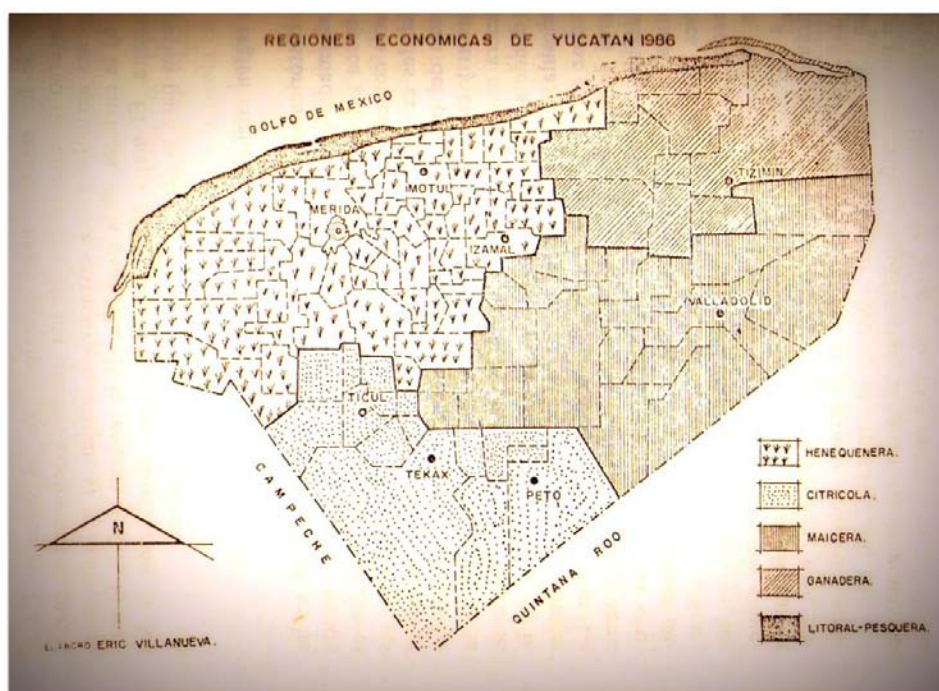 REGIONES ECONOMICAS DE YUCATAN 1986
GOLFO DE MEXICO
MOTUL
TIZIMIN
MERIDA
IZAMAL
VALLADOLID
TICUL
TEKAX
PETO
CAMPECHE
QUINTANA ROO
N
HENEQUENERA.
CITRICOLA.
MAICERA.
GANADERA.
LITORAL-PESQUERA.
ERIC VILLANUEVA.